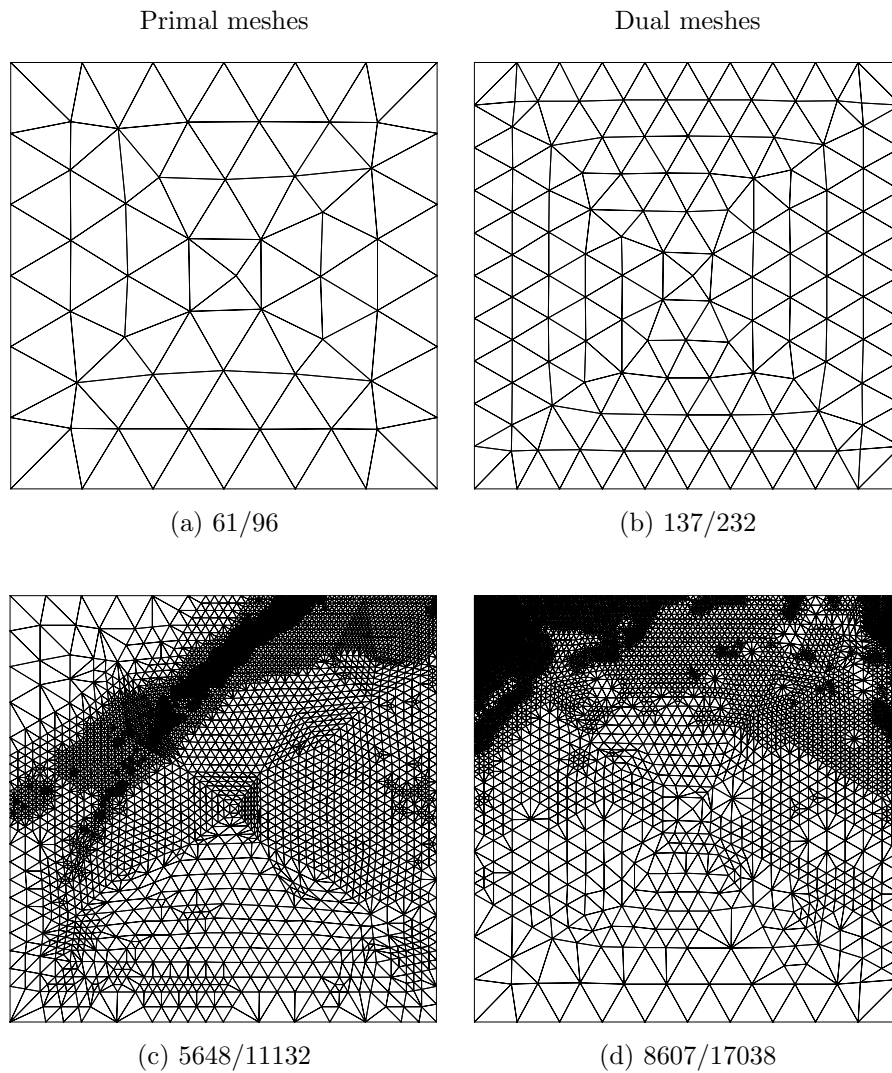 Primal meshes
Dual meshes
(a) 61/96
(b) 137/232
(c) 5648/11132
(d) 8607/17038